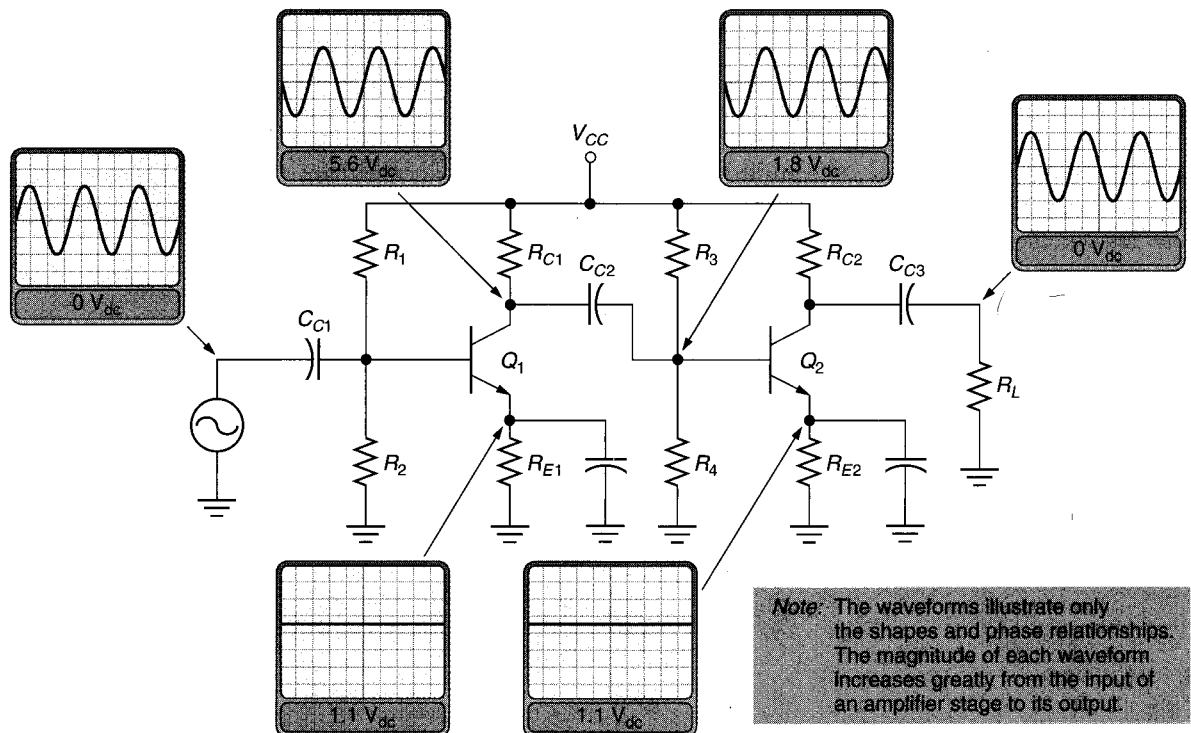 5.6 V_dc
1.8 V_dc
V_CC
0 V_dc
0 V_dc
R_1
R_C1
C_C2
R_3
R_C2
C_C3
C_C1
Q_1
Q_2
R_L
R_2
R_E1
R_4
R_E2
1.1 V_dc
1.1 V_dc
Note: The waveforms illustrate only
the shapes and phase relationships.
The magnitude of each waveform
increases greatly from the input of
an amplifier stage to its output.